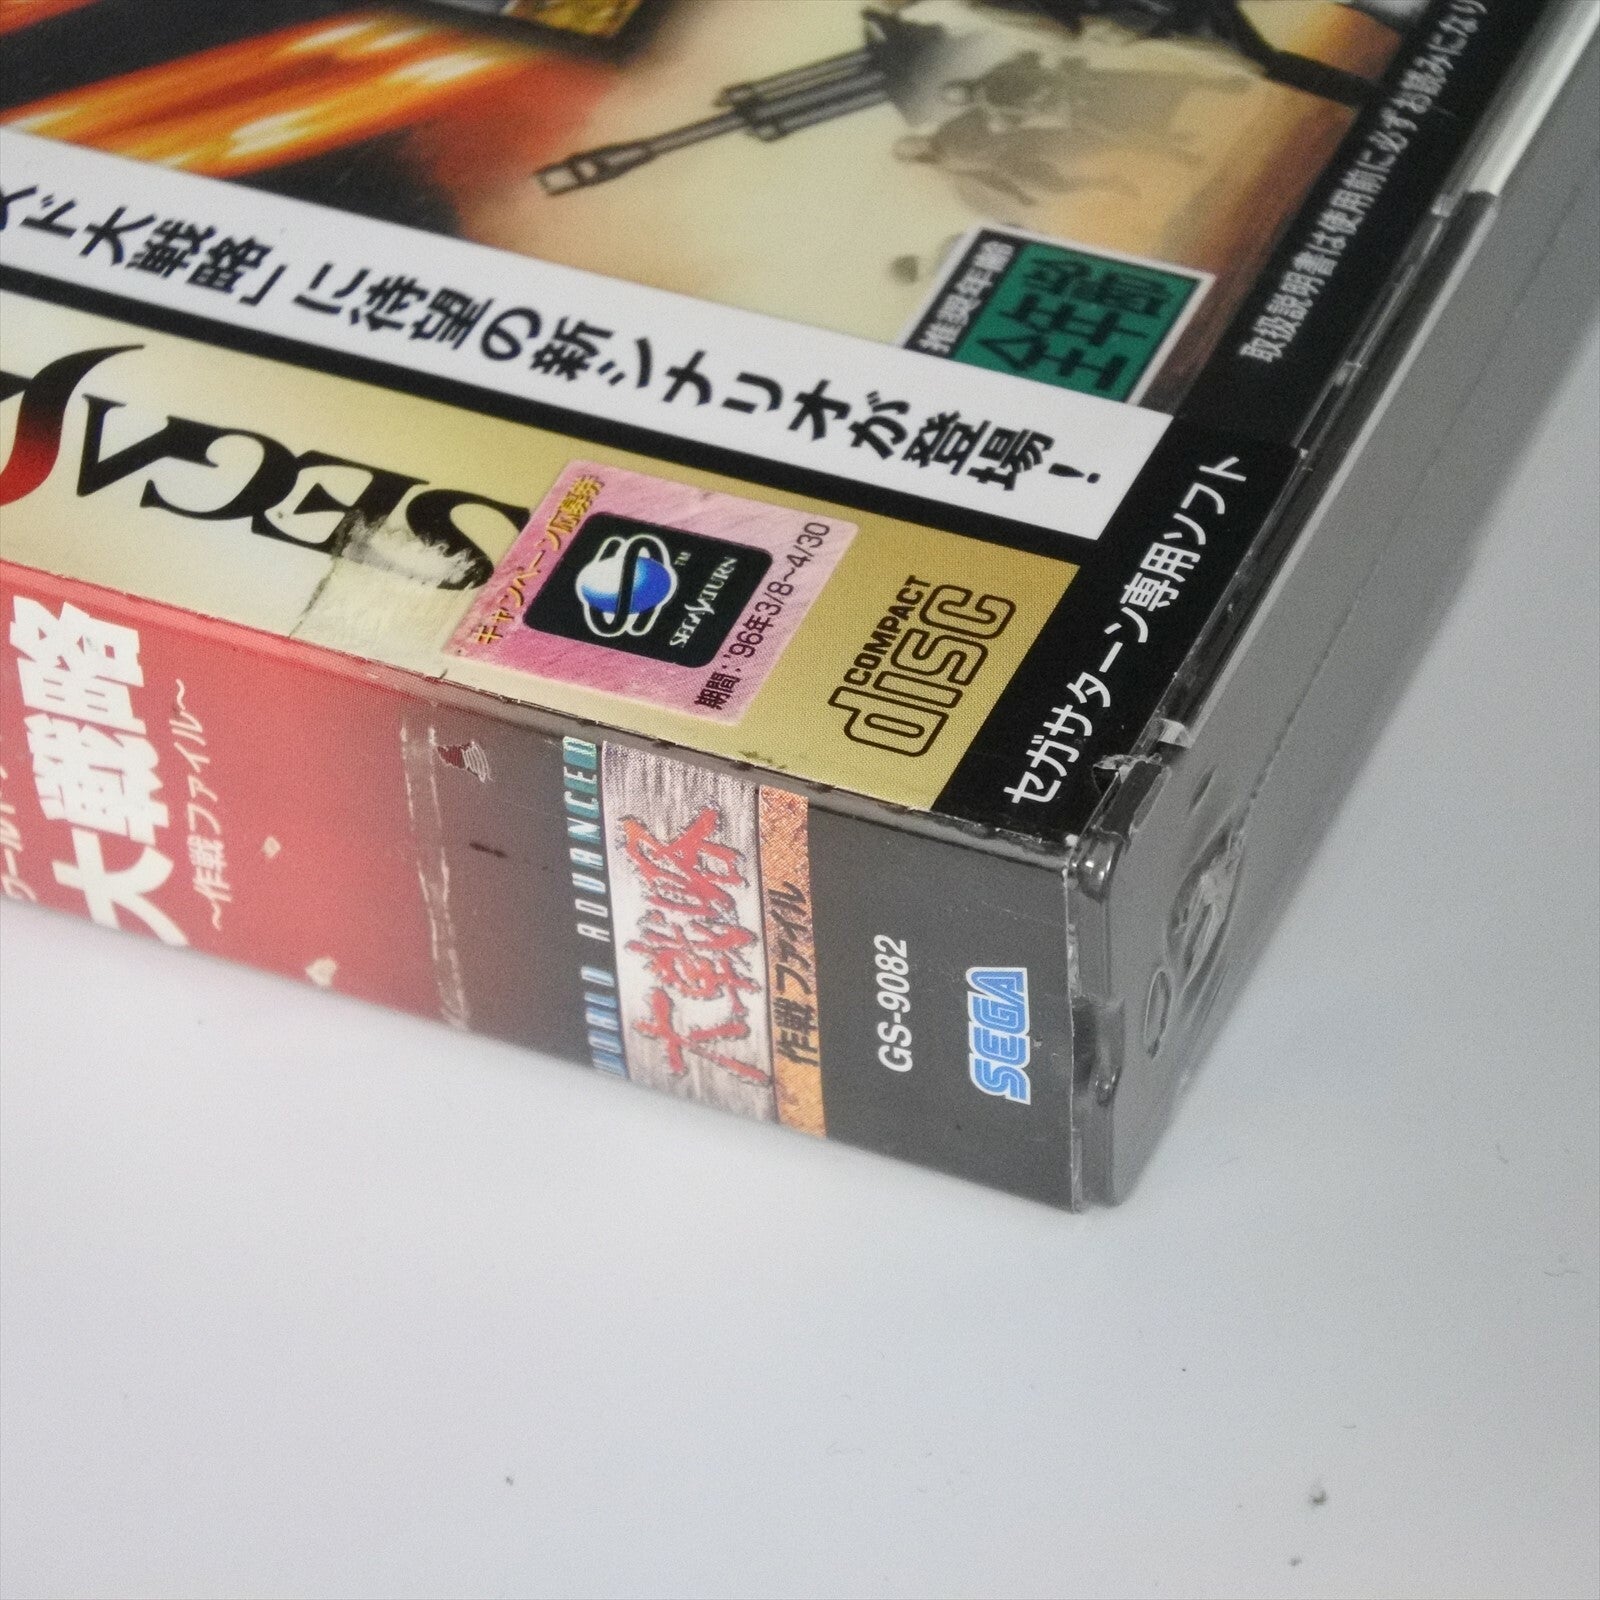 取扱説明書は使用前に必ずお読みになり
推奨年齢
全年齢
ド大戦略」に待望の新シナリオが登場!
キャンペーン応募券
SEGA SATURN™
期間:'96年3/8~4/30
COMPACT
disc
セガサターン専用ソフト
大戦略
~作戦ファイル~
WORLD ADVANCED
大戦略
作戦ファイル
GS-9082
SEGA